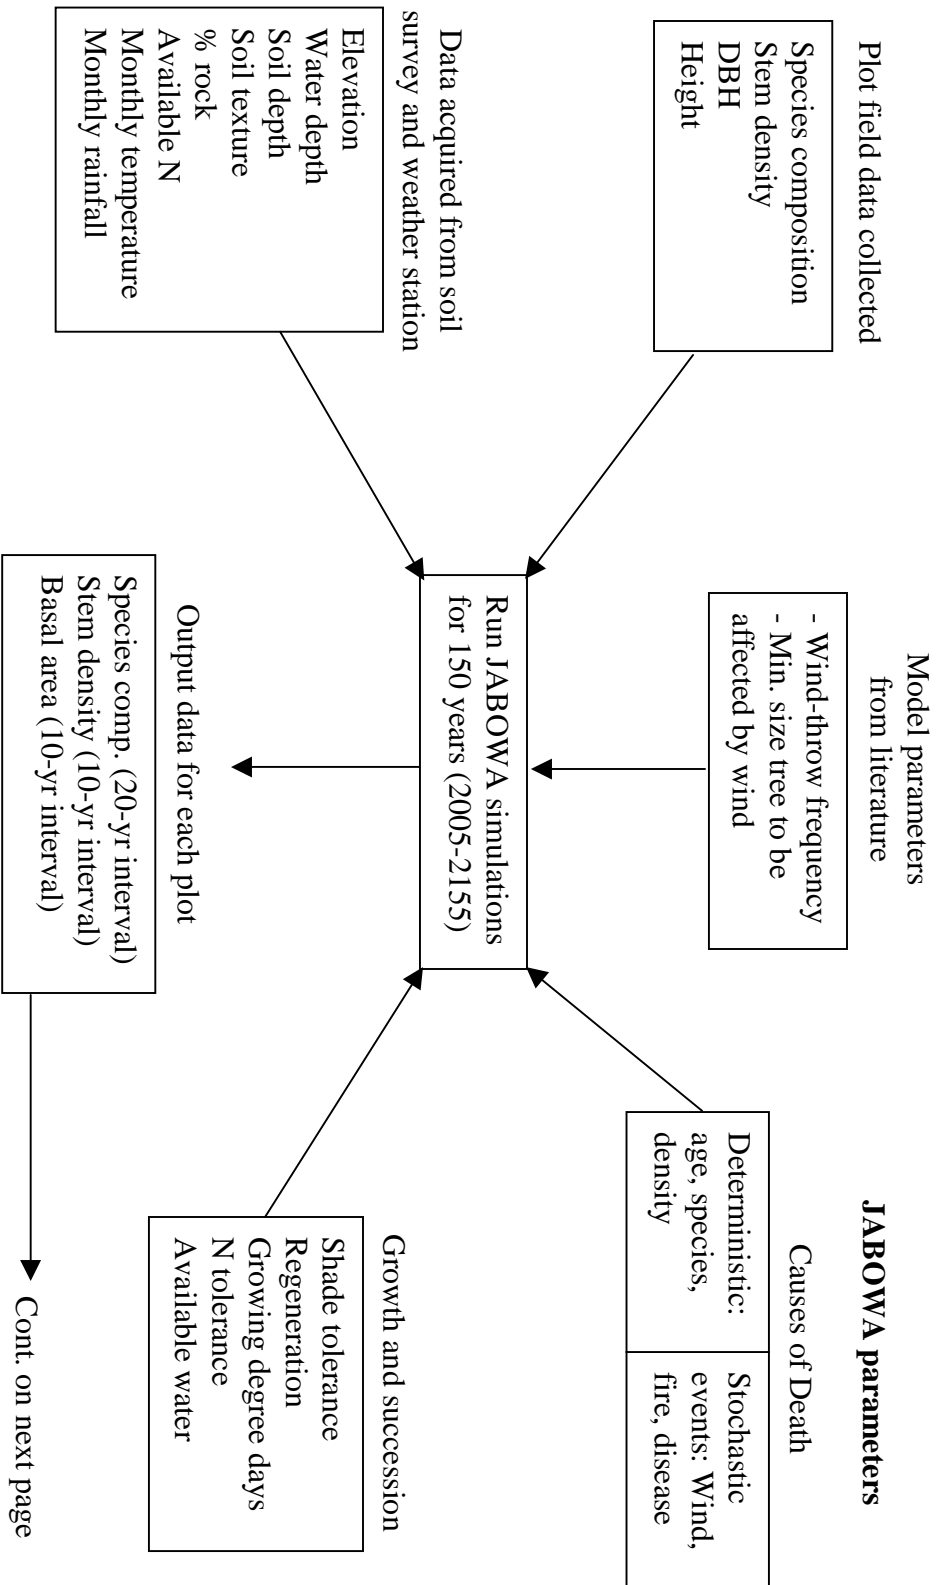 JABOWA parameters
Plot field data collected
Species composition
Stem density
DBH
Height
Model parameters
from literature
- Wind-throw frequency
- Min. size tree to be
affected by wind
Causes of Death
Deterministic:
age, species,
density
Stochastic
events: Wind,
fire, disease
Data acquired from soil
survey and weather station
Elevation
Water depth
Soil depth
Soil texture
% rock
Available N
Monthly temperature
Monthly rainfall
Run JABOWA simulations
for 150 years (2005-2155)
Growth and succession
Shade tolerance
Regeneration
Growing degree days
N tolerance
Available water
Output data for each plot
Species comp. (20-yr interval)
Stem density (10-yr interval)
Basal area (10-yr interval)
Cont. on next page